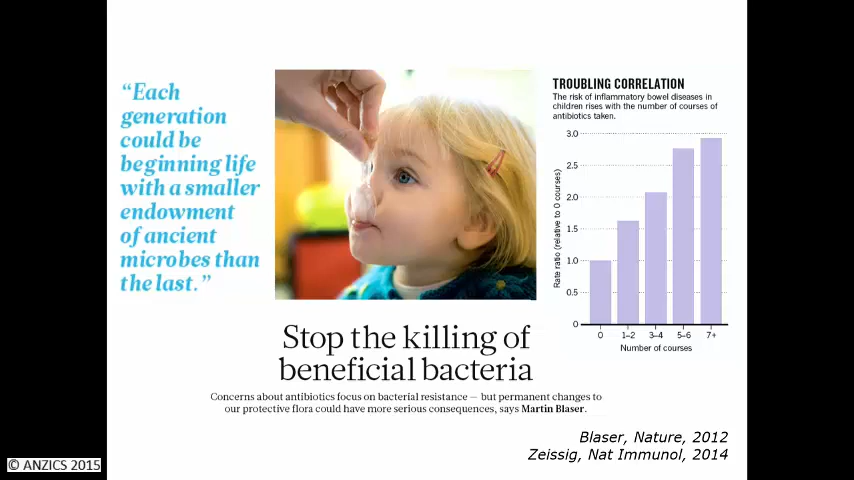 “Each
generation
could be
beginning life
with a smaller
endowment
of ancient
microbes than
the last.”
TROUBLING CORRELATION
The risk of inflammatory bowel diseases in
children rises with the number of courses of
antibiotics taken.
Rate ratio (relative to 0 courses)
3.0
2.5
2.0
1.5
1.0
0.5
0
0 1–2 3–4 5–6 7+
Number of courses
Stop the killing of
beneficial bacteria
Concerns about antibiotics focus on bacterial resistance — but permanent changes to
our protective flora could have more serious consequences, says Martin Blaser.
Blaser, Nature, 2012
Zeissig, Nat Immunol, 2014
© ANZICS 2015